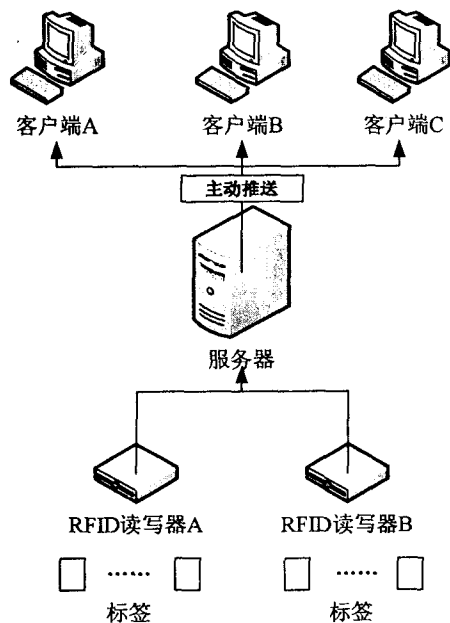 客户端A 客户端B 客户端C
主动推送
服务器
RFID读写器A RFID读写器B
...... ......
标签 标签